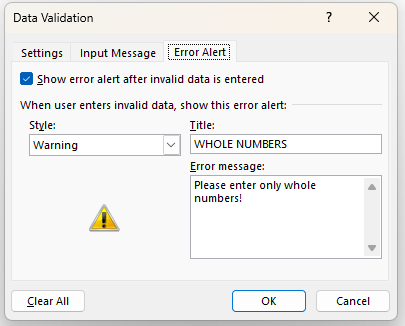 Data Validation
? ×
Settings Input Message Error Alert
Show error alert after invalid data is entered
When user enters invalid data, show this error alert:
Style: Title:
Warning WHOLE NUMBERS
Error message:
Please enter only whole
numbers!
Clear All OK Cancel